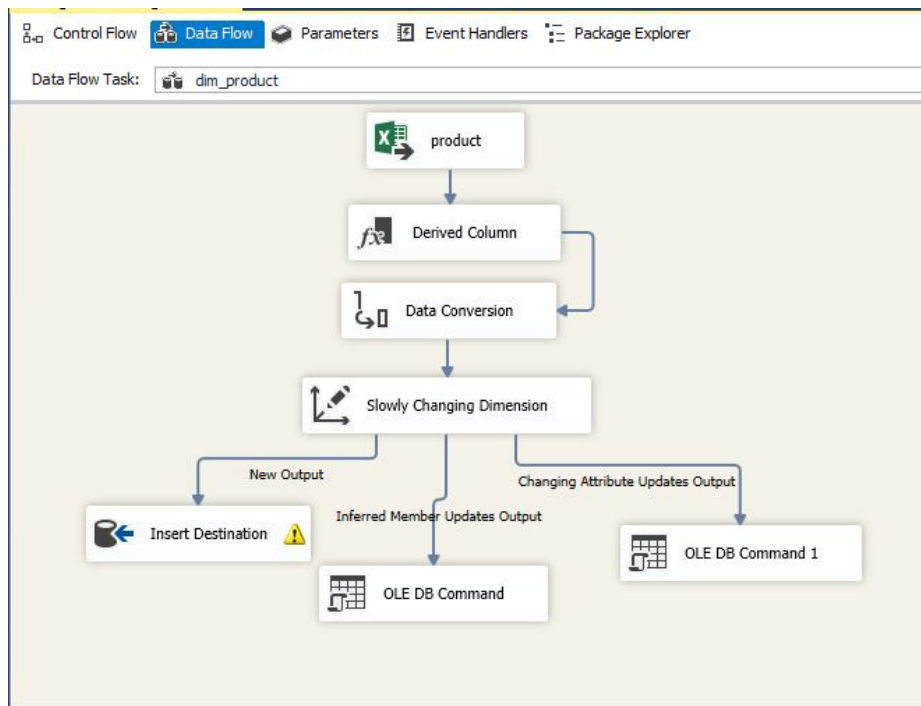 Control Flow Data Flow Parameters Event Handlers Package Explorer
Data Flow Task: dim_product
product
Derived Column
Data Conversion
Slowly Changing Dimension
New Output
Changing Attribute Updates Output
Inferred Member Updates Output
Insert Destination
OLE DB Command 1
OLE DB Command